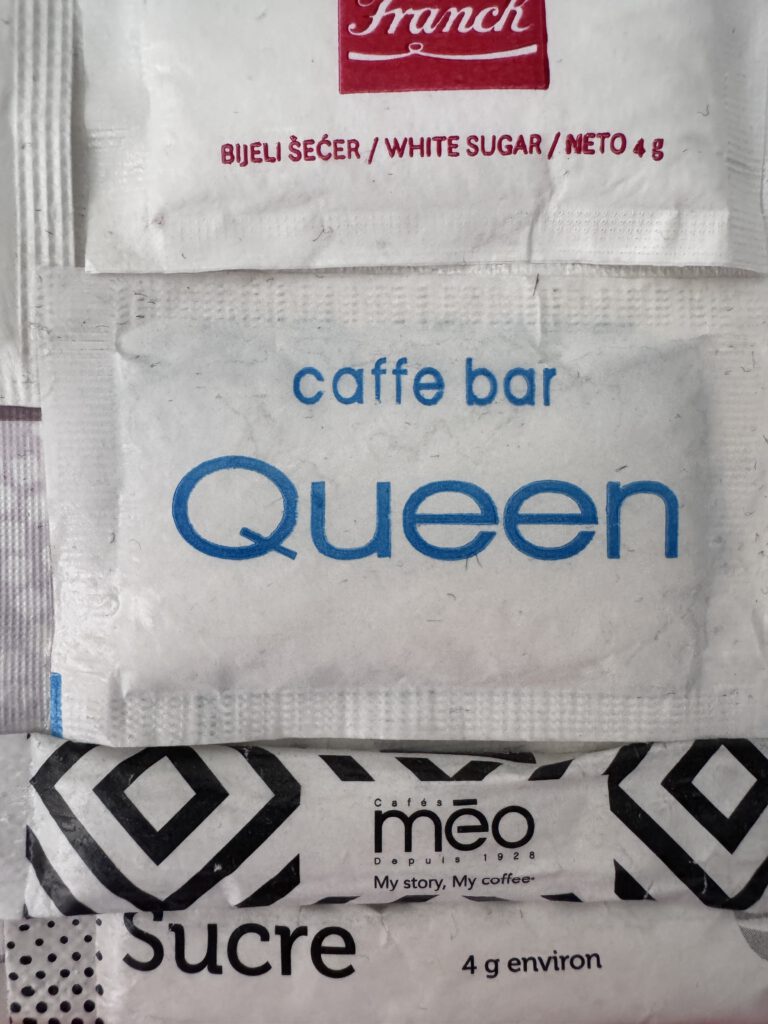 Franck
BIJELI ŠEĆER / WHITE SUGAR / NETO 4 g
caffe bar
Queen
Cafés
mēo
Depuis 1928
My story, My coffee
Sucre
4 g environ